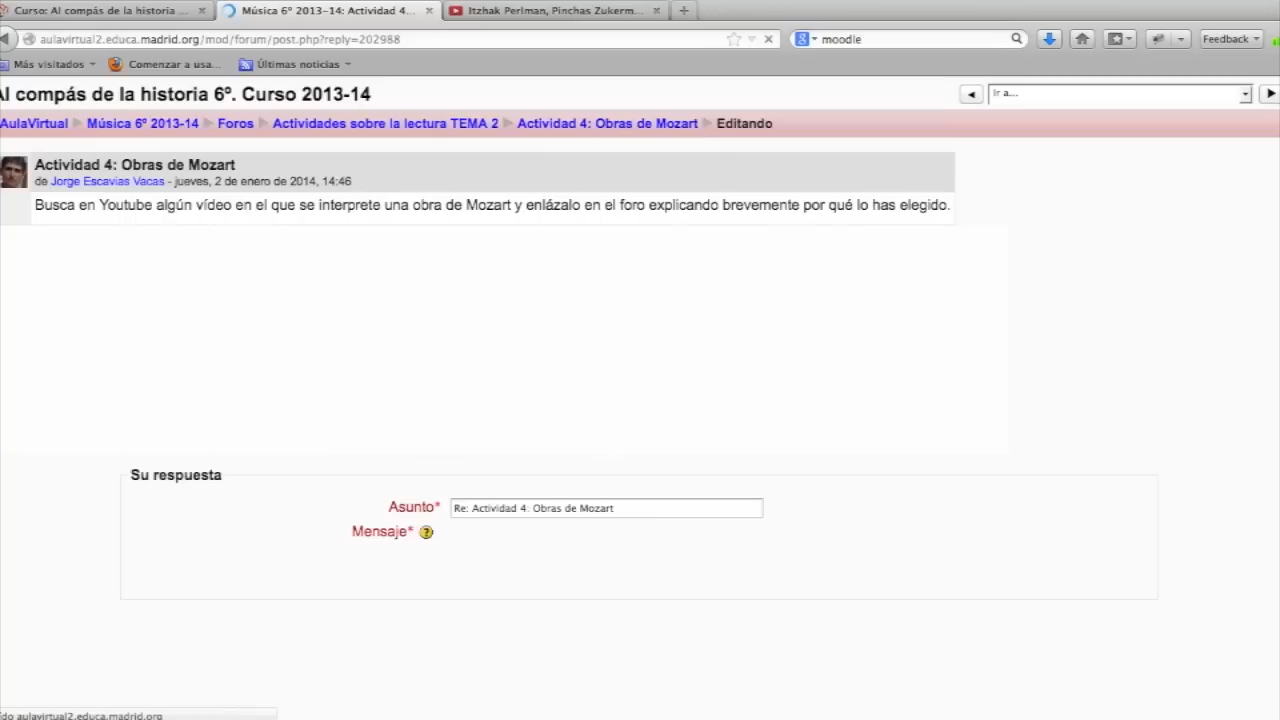 Curso: Al compás de la historia ...
Música 6º 2013-14: Actividad 4...
Itzhak Perlman, Pinchas Zukerm...
aulavirtual2.educa.madrid.org/mod/forum/post.php?reply=202988
moodle
Feedback
Más visitados
Comenzar a usa...
Últimas noticias
Al compás de la historia 6º. Curso 2013-14
Ir a...
AulaVirtual Música 6º 2013-14 Foros Actividades sobre la lectura TEMA 2 Actividad 4: Obras de Mozart Editando
Actividad 4: Obras de Mozart
de Jorge Escavias Vacas - jueves, 2 de enero de 2014, 14:46
Busca en Youtube algún vídeo en el que se interprete una obra de Mozart y enlázalo en el foro explicando brevemente por qué lo has elegido.
Su respuesta
Asunto*
Re: Actividad 4: Obras de Mozart
Mensaje*
do aulavirtual2.educa.madrid.org